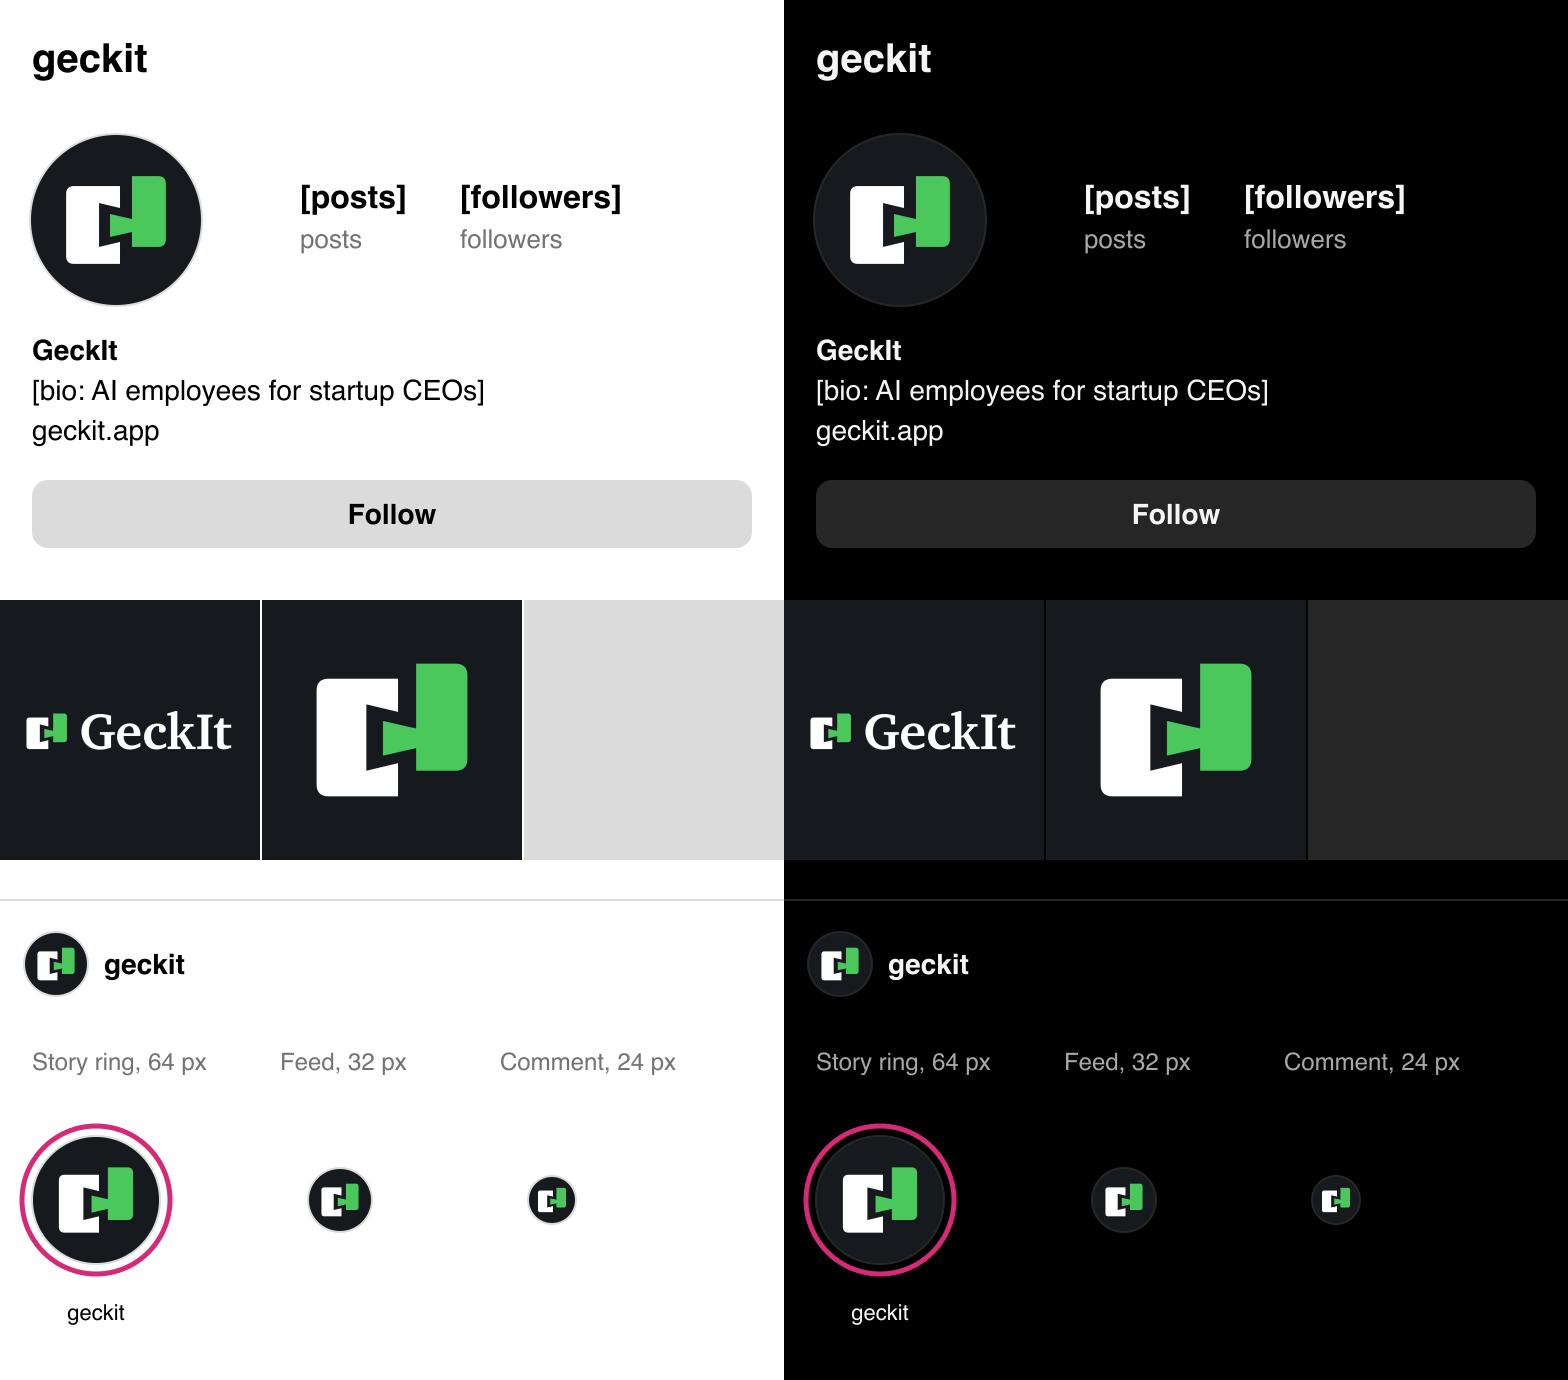 geckit
[posts] [followers]
posts followers
GeckIt
[bio: AI employees for startup CEOs]
geckit.app
Follow
GeckIt
geckit
Story ring, 64 px Feed, 32 px Comment, 24 px
geckit
geckit
[posts] [followers]
posts followers
GeckIt
[bio: AI employees for startup CEOs]
geckit.app
Follow
GeckIt
geckit
Story ring, 64 px Feed, 32 px Comment, 24 px
geckit